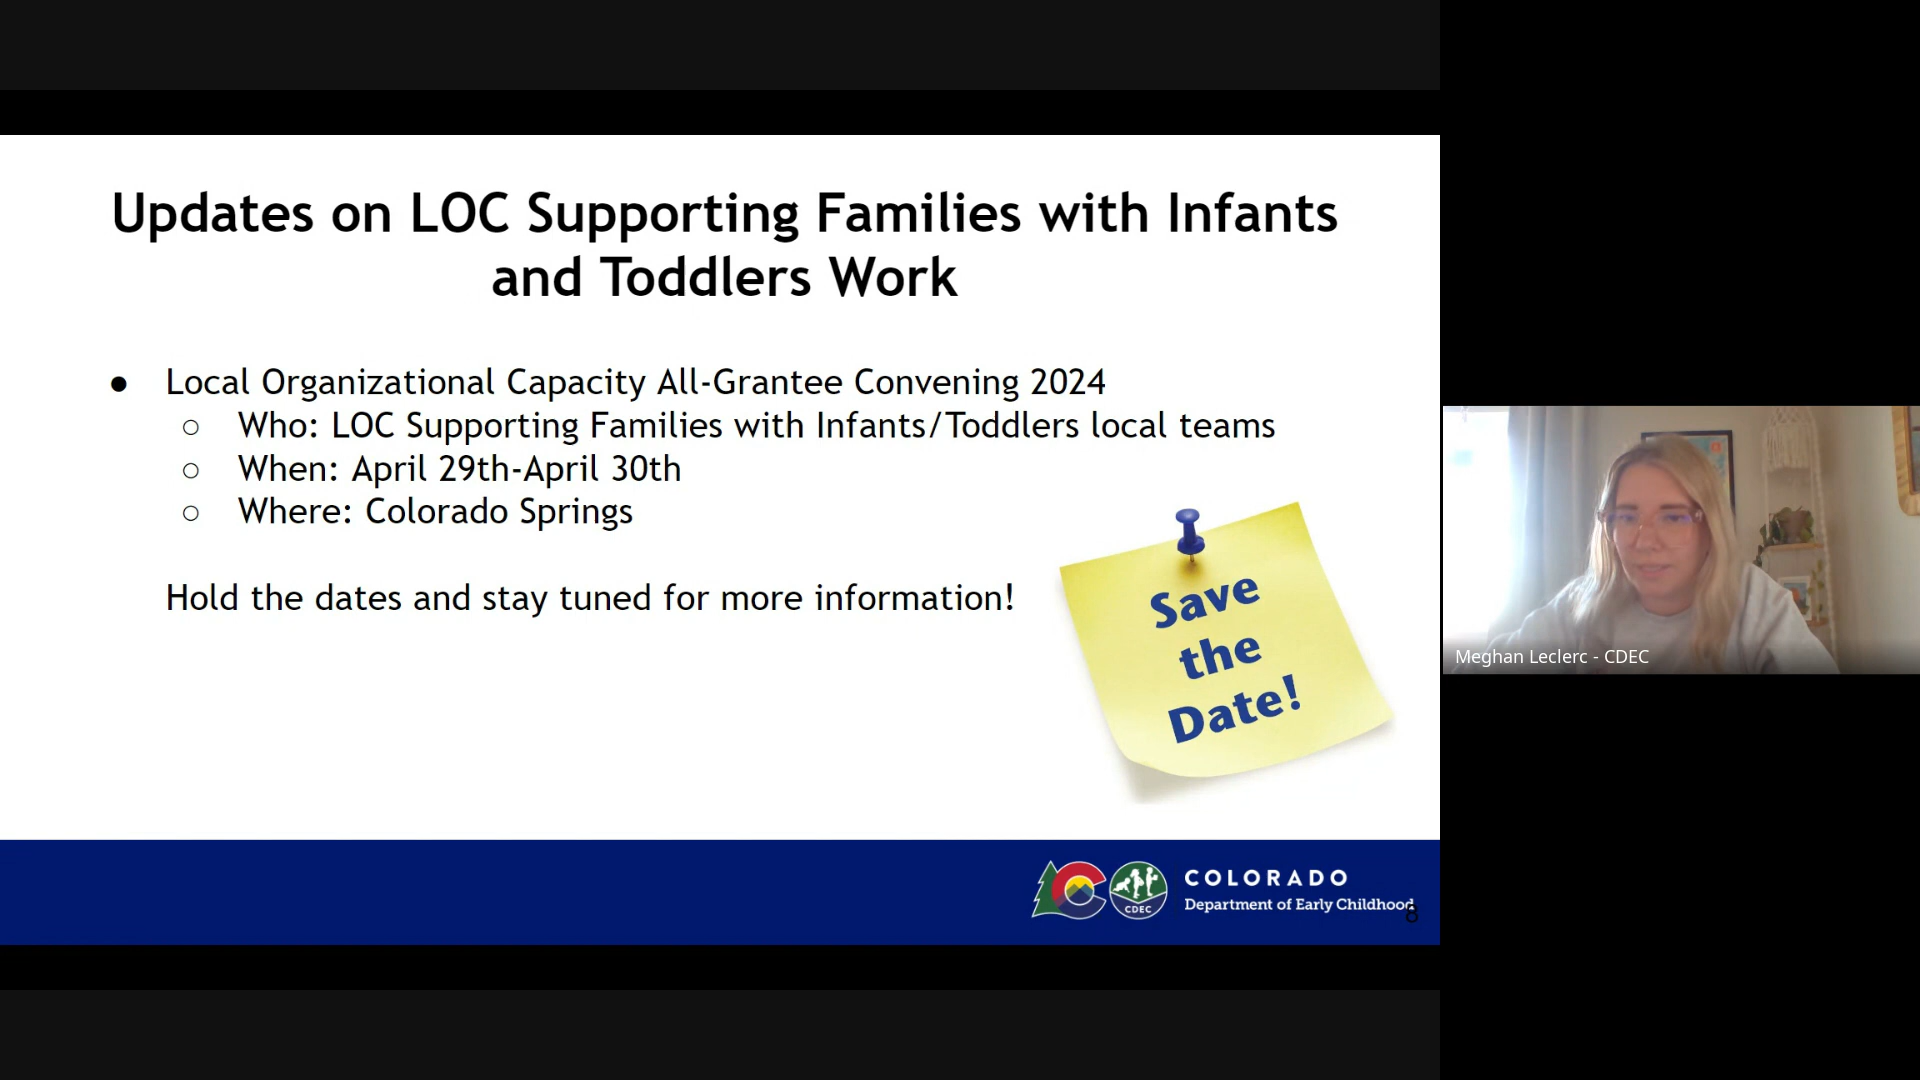 Updates on LOC Supporting Families with Infants
and Toddlers Work
● Local Organizational Capacity All-Grantee Convening 2024
○ Who: LOC Supporting Families with Infants/Toddlers local teams
○ When: April 29th-April 30th
○ Where: Colorado Springs
Hold the dates and stay tuned for more information!
Save
the
Date!
Meghan Leclerc - CDEC
CDEC
COLORADO
Department of Early Childhood
8